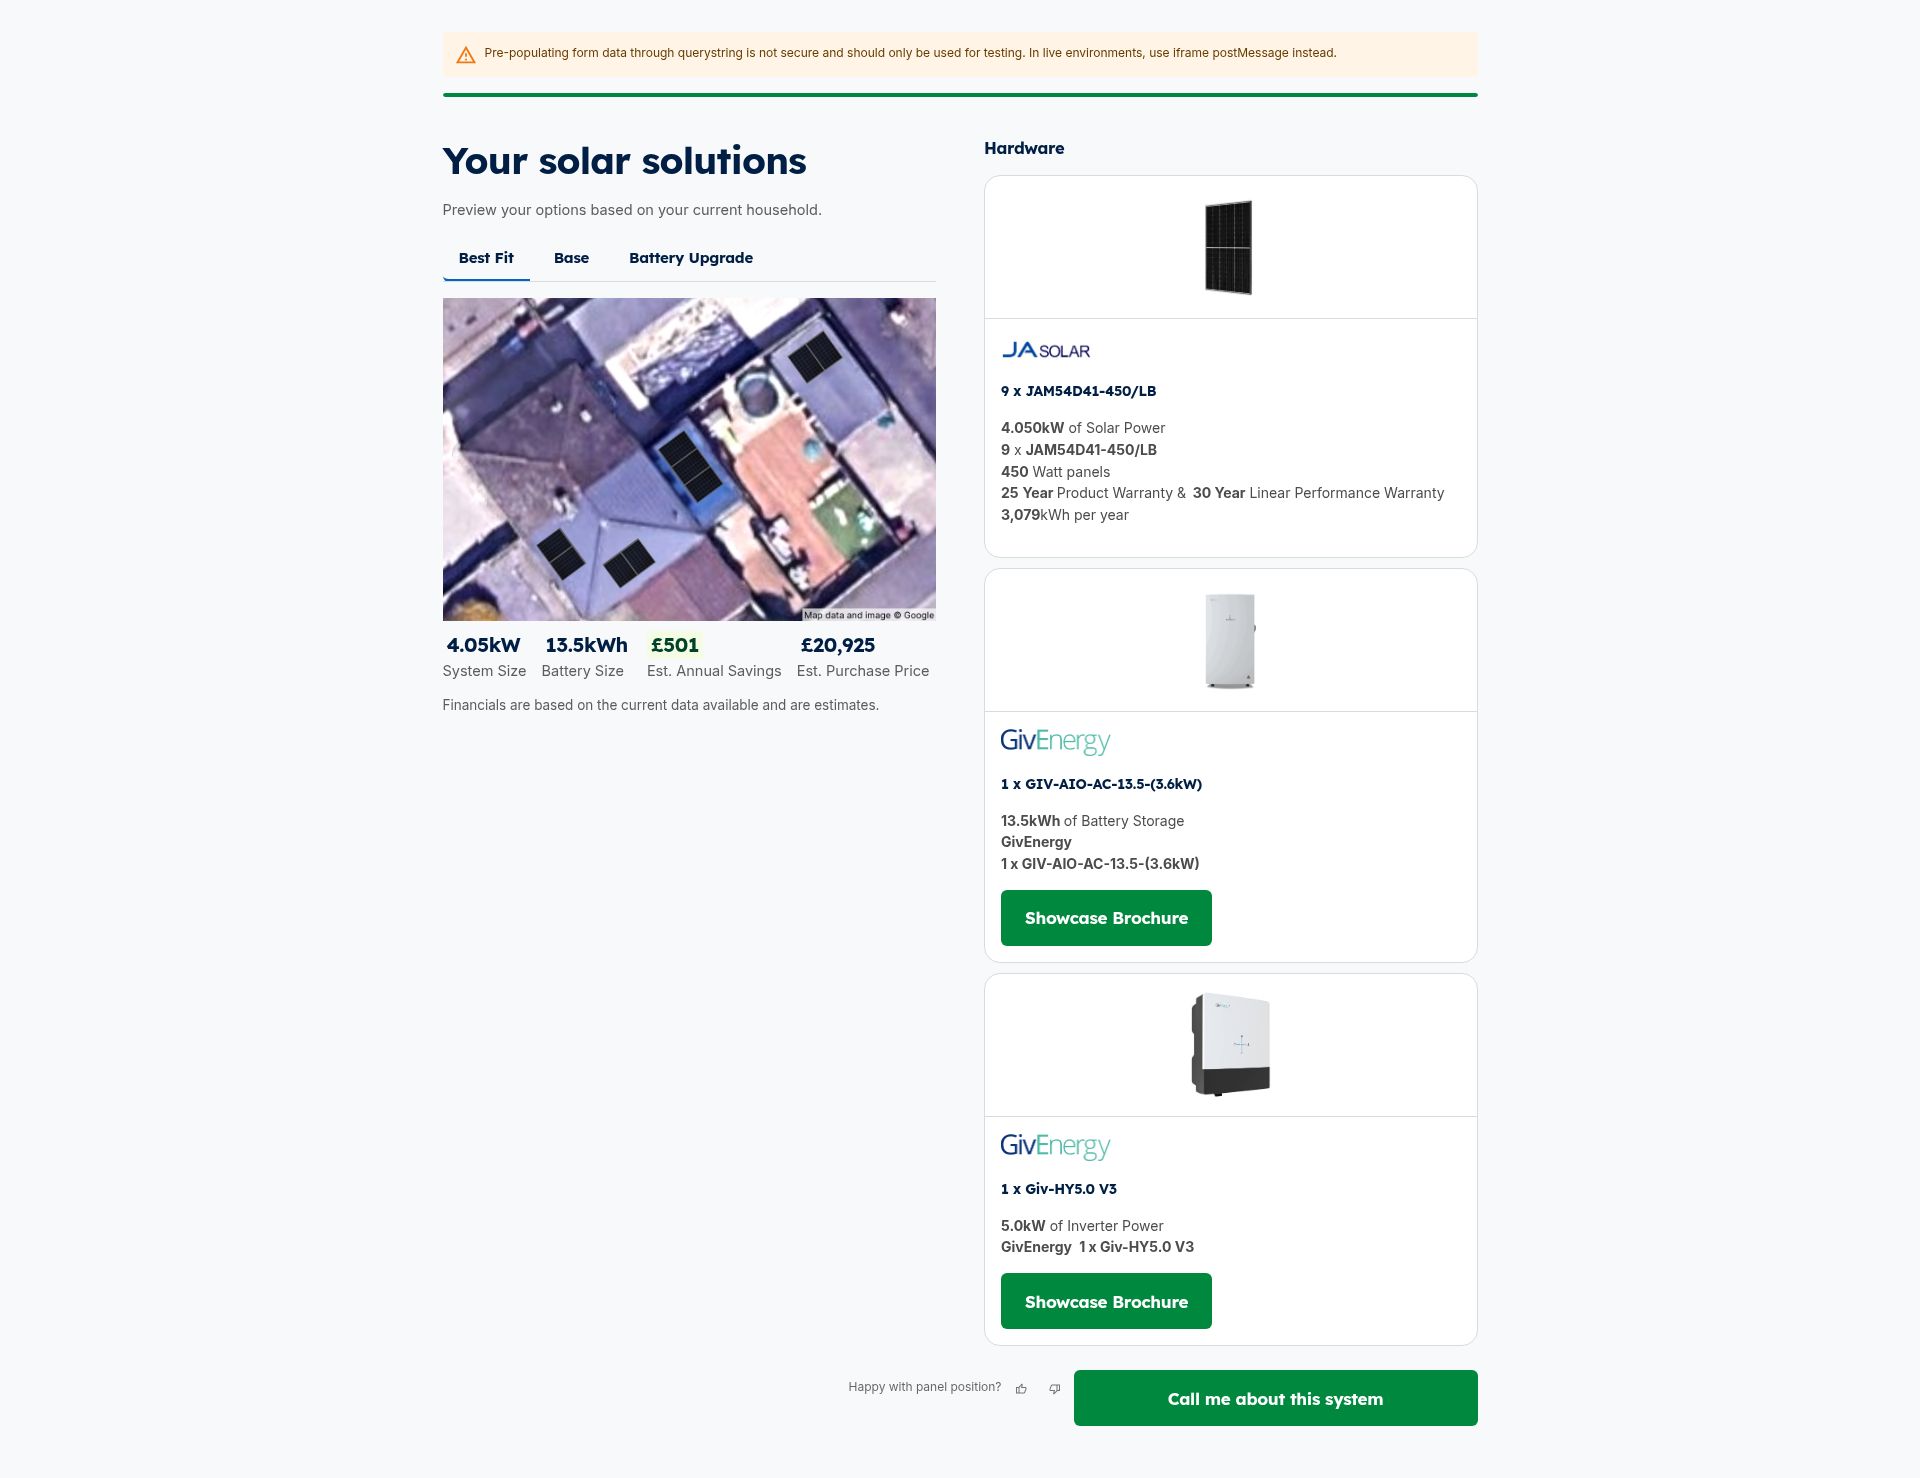 Pre-populating form data through querystring is not secure and should only be used for testing. In live environments, use iframe postMessage instead.
Your solar solutions
Preview your options based on your current household.
Best Fit
Base
Battery Upgrade
Map data and image © Google
4.05kW
System Size
13.5kWh
Battery Size
£501
Est. Annual Savings
£20,925
Est. Purchase Price
Financials are based on the current data available and are estimates.
Hardware
JA SOLAR
9 x JAM54D41-450/LB
4.050kW of Solar Power
9 x JAM54D41-450/LB
450 Watt panels
25 Year Product Warranty & 30 Year Linear Performance Warranty
3,079kWh per year
GivEnergy
1 x GIV-AIO-AC-13.5-(3.6kW)
13.5kWh of Battery Storage
GivEnergy
1 x GIV-AIO-AC-13.5-(3.6kW)
Showcase Brochure
GivEnergy
1 x Giv-HY5.0 V3
5.0kW of Inverter Power
GivEnergy 1 x Giv-HY5.0 V3
Showcase Brochure
Happy with panel position?
Call me about this system